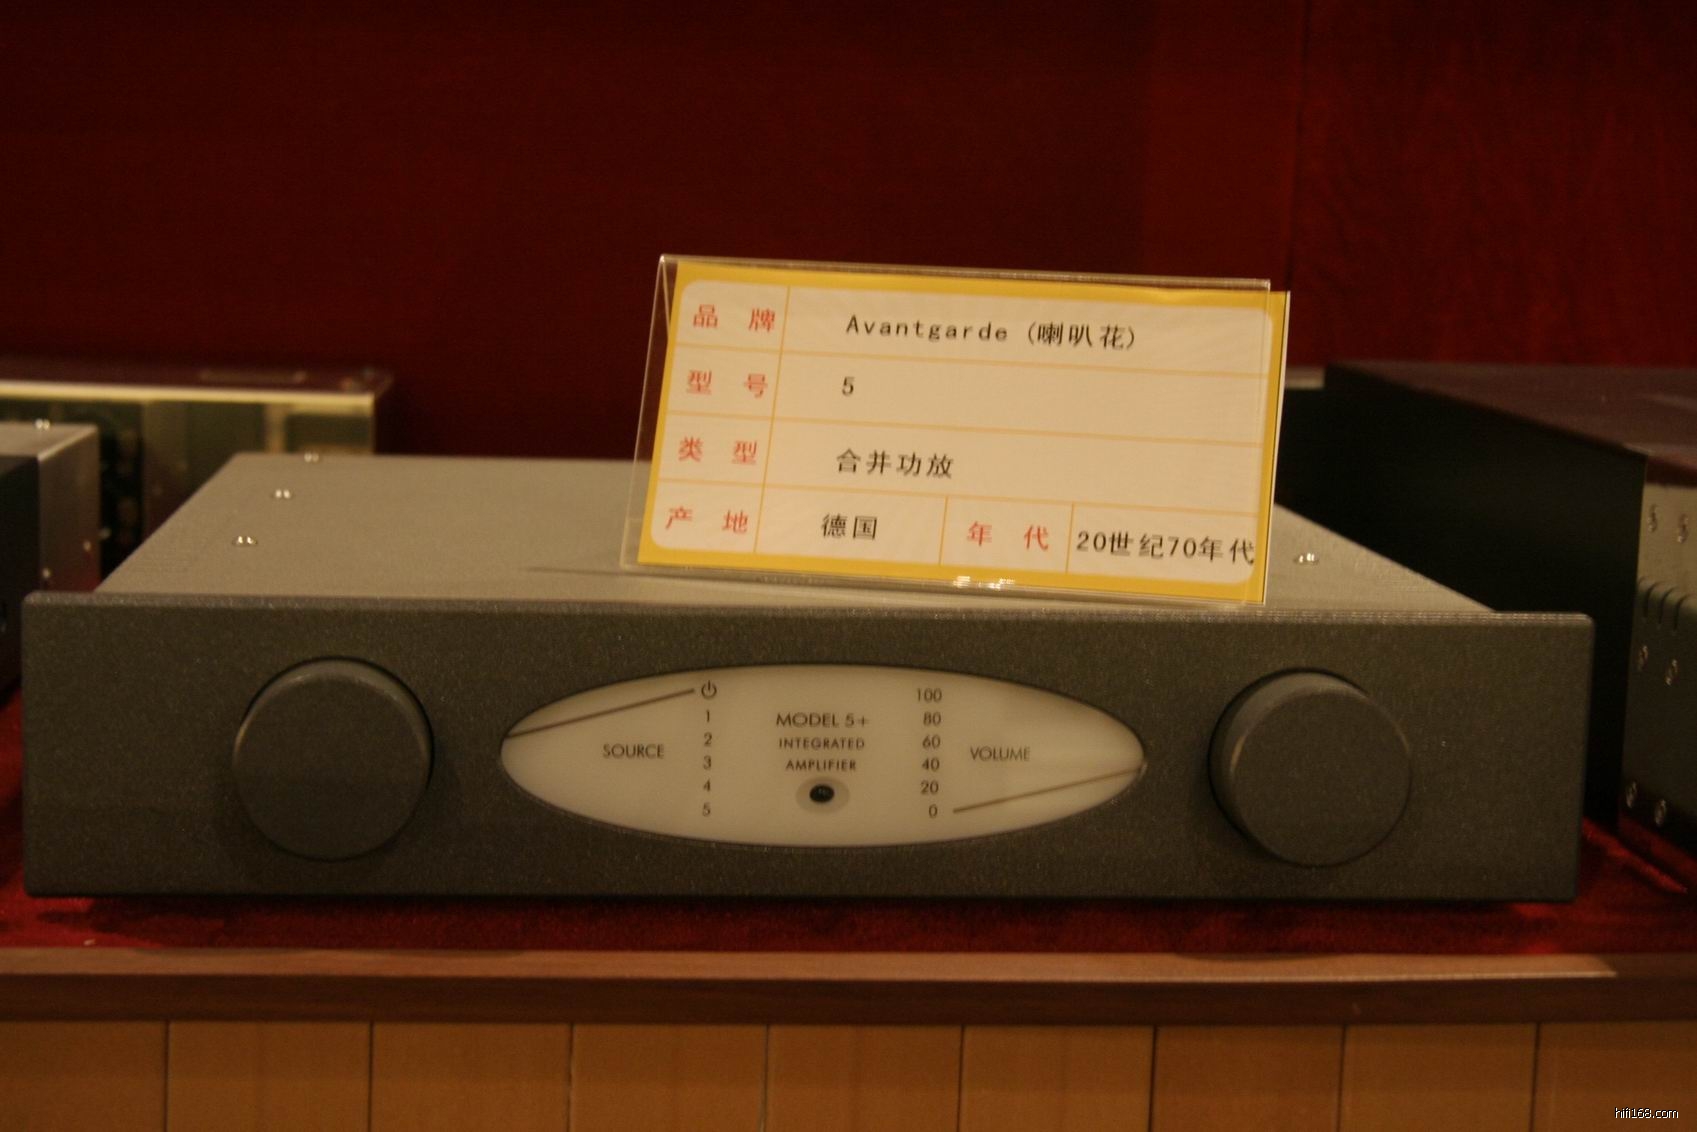 品 牌 Avantgarde (喇叭花)
型 号 5
类 型 合并功放
产 地 德国 年 代 20世纪70年代
SOURCE
1
2
3
4
5
MODEL 5+
INTEGRATED
AMPLIFIER
100
80
60
40
20
0
VOLUME
hifi168.com